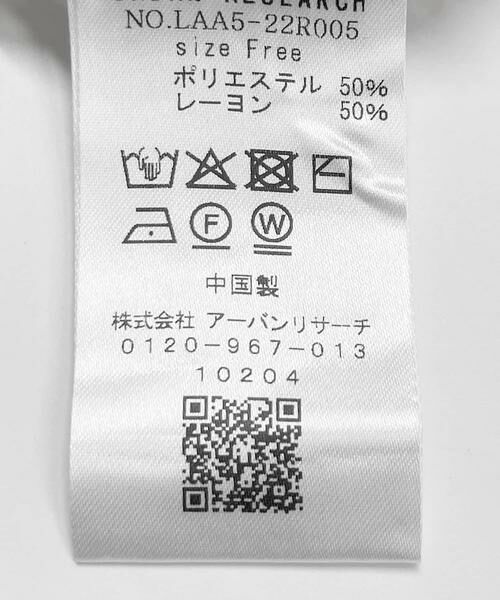 RESEARCH
NO.LAA5-22R005
size Free
ポリエステル 50%
レーヨン 50%
F W
中国製
株式会社 アーバンリサーチ
0120-967-013
10204